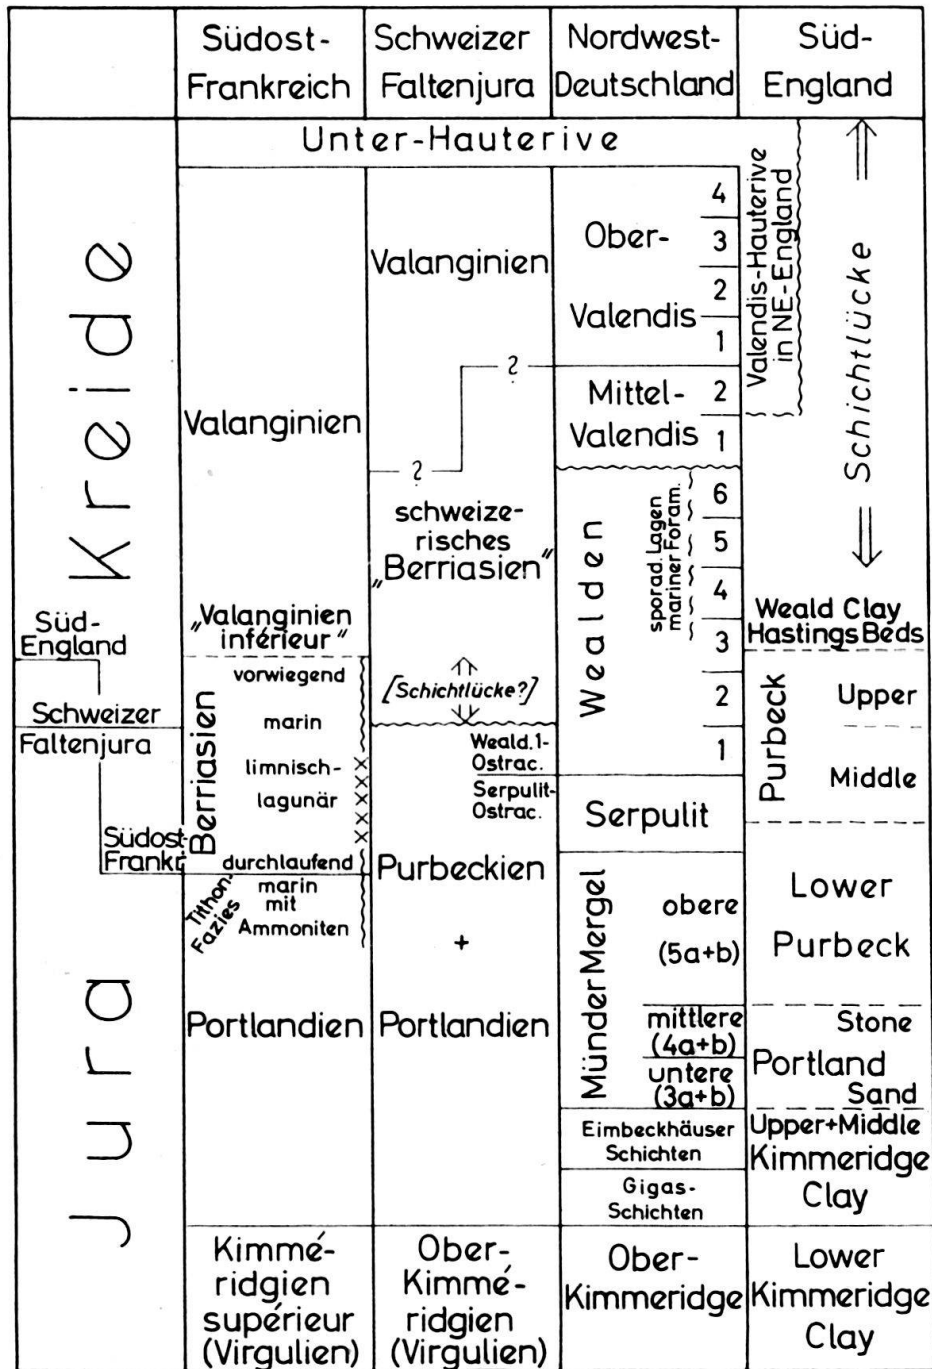 Südost-
Frankreich
Schweizer
Faltenjura
Nordwest-
Deutschland
Süd-
England
Kreide
Jura
Süd-
England
Schweizer
Faltenjura
Südost-
Frankr.
Unter-Hauterive
Valanginien
„Valanginien
inférieur“
Berriasien
vorwiegend
marin
limnisch-
lagunär
durchlaufend
marin
mit
Ammoniten
Tithon-
Fazies
Portlandien
Kimmé-
ridgien
supérieur
(Virgulien)
Valanginien
?
?
schweize-
risches
„Berriasien“
[Schichtlücke?]
Weald.1-
Ostrac.
Serpulit-
Ostrac.
Purbeckien
+
Portlandien
Ober-
Kimmé-
ridgien
(Virgulien)
Ober-
Valendis
4
3
2
1
Mittel-
Valendis
2
1
Wealden
sporad. Lagen
mariner Foram.
6
5
4
3
2
1
Serpulit
Münder Mergel
obere
(5a+b)
mittlere
(4a+b)
untere
(3a+b)
Eimbeckhäuser
Schichten
Gigas-
Schichten
Ober-
Kimmeridge
Valendis-Hauterive
in NE-England
Schichtlücke
Weald Clay
Hastings Beds
Purbeck
Upper
Middle
Lower
Purbeck
Stone
Portland
Sand
Upper+Middle
Kimmeridge
Clay
Lower
Kimmeridge
Clay